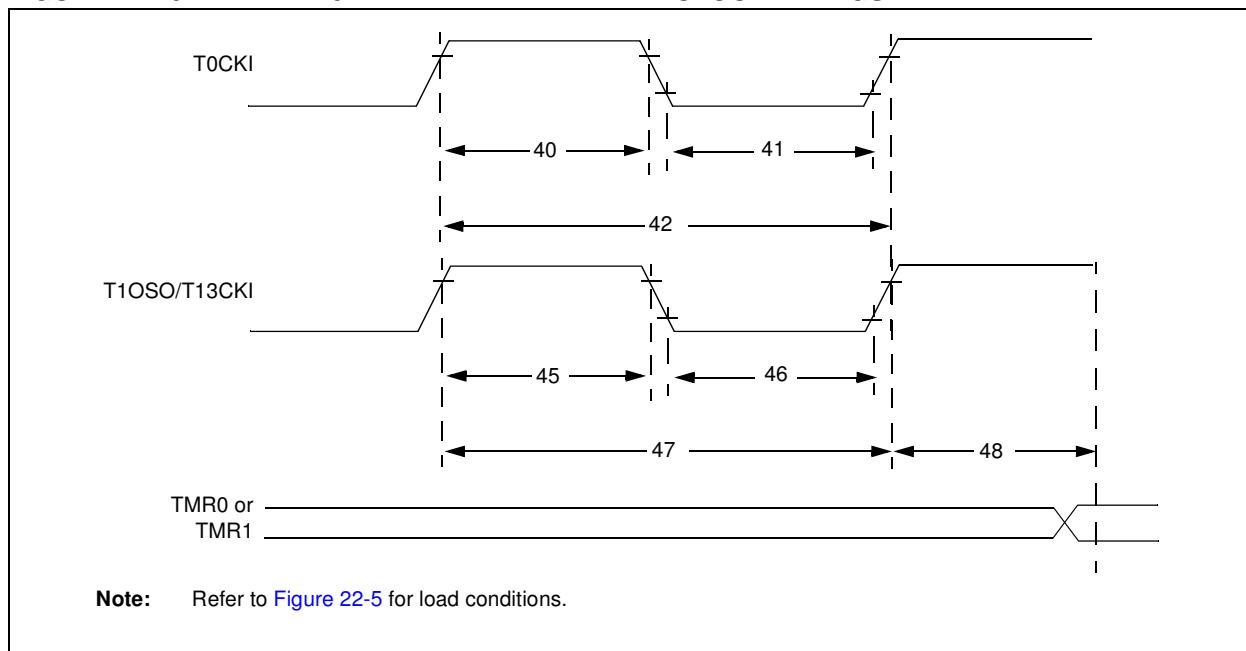 T0CKI
40
41
42
T1OSO/T13CKI
45
46
47
48
TMR0 or
TMR1
Note: Refer to Figure 22-5 for load conditions.